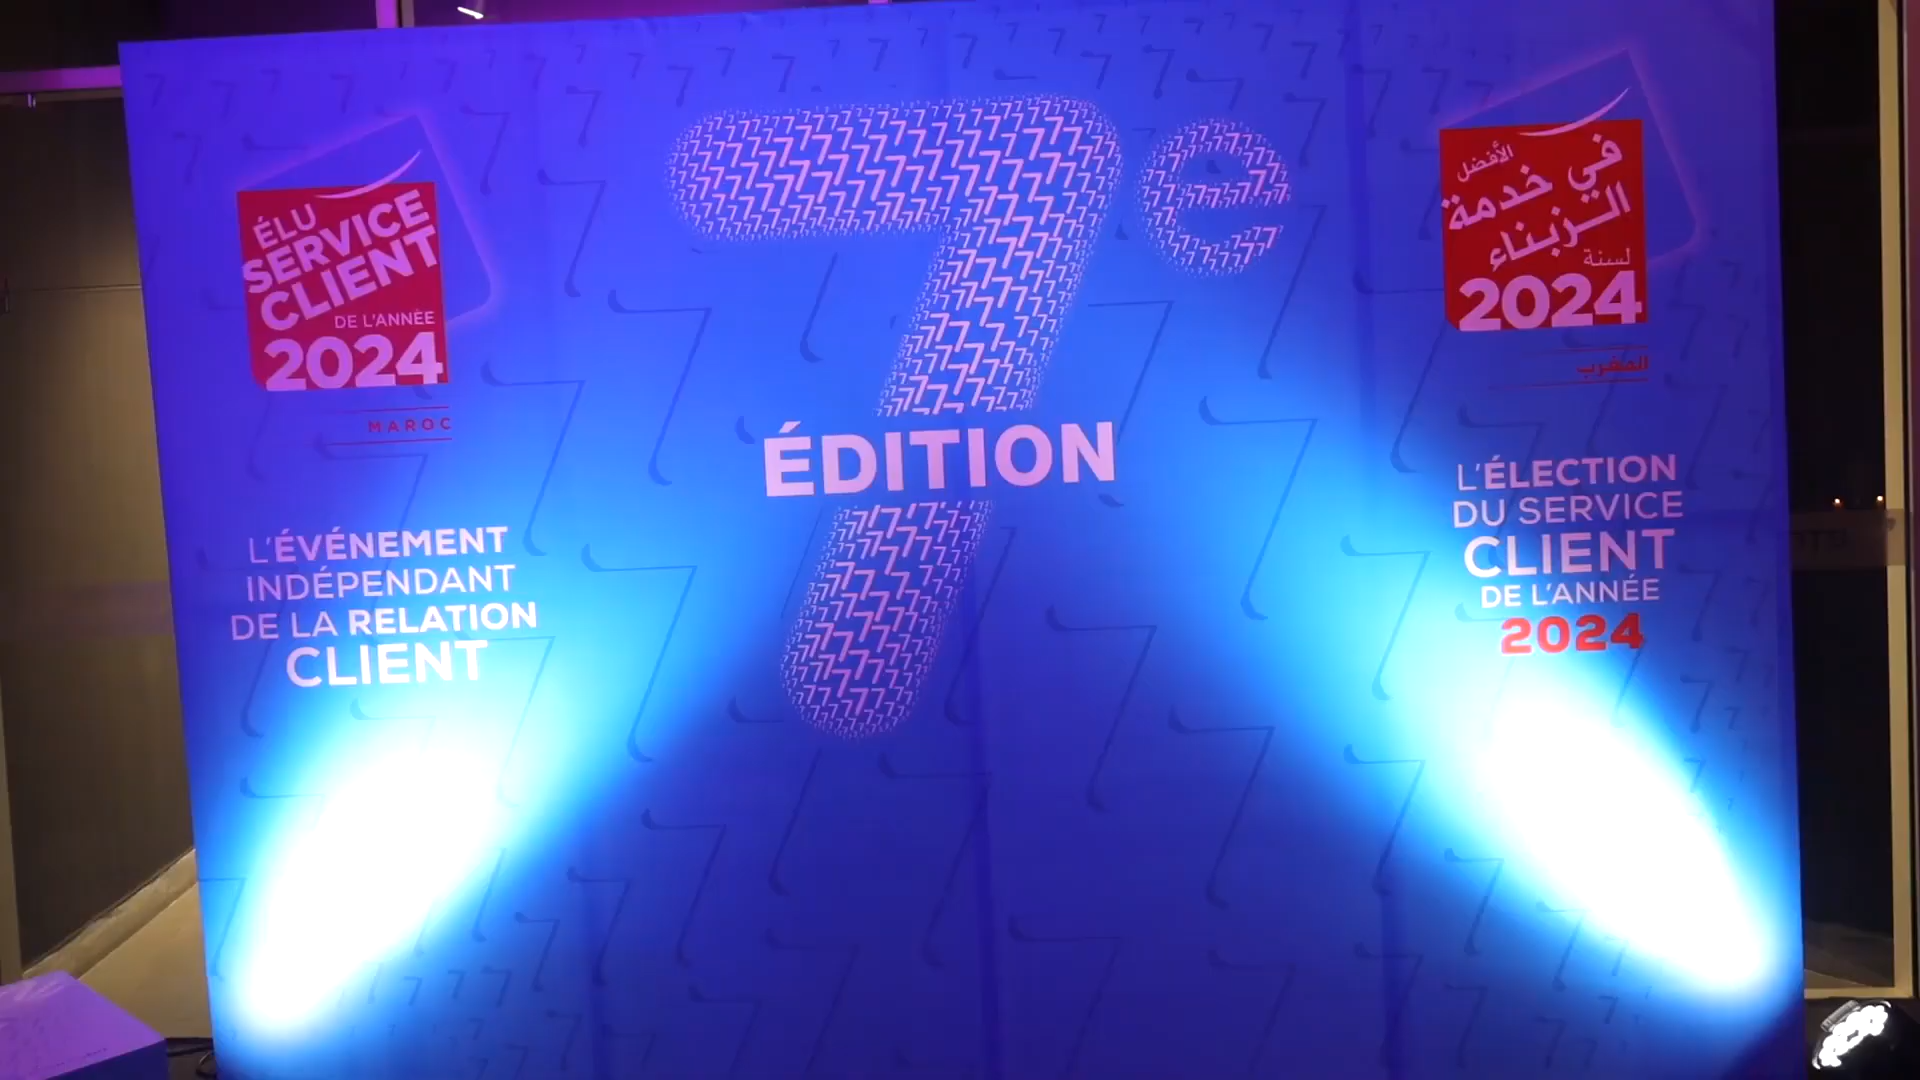 ÉLU
SERVICE
CLIENT
DE L'ANNÉE
2024
MAROC
L'ÉVÉNEMENT
INDÉPENDANT
DE LA RELATION
CLIENT
7e
ÉDITION
الأفضل
في خدمة
الزبناء
لسنة
2024
المغرب
L'ÉLECTION
DU SERVICE
CLIENT
DE L'ANNÉE
2024